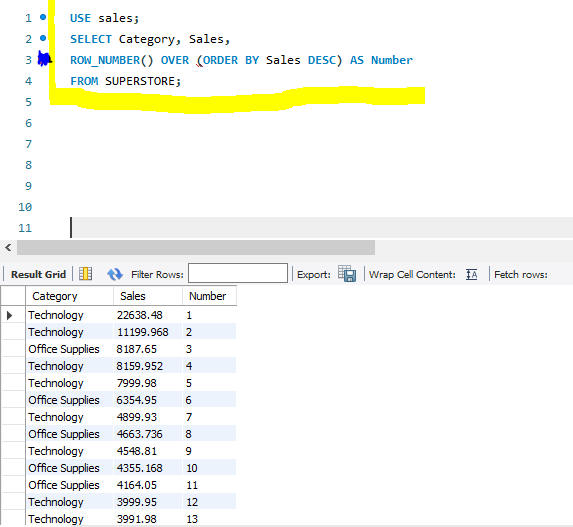 1 USE sales;
2 SELECT Category, Sales,
3 ROW_NUMBER() OVER (ORDER BY Sales DESC) AS Number
4 FROM SUPERSTORE;
5
6
7
8
9
10
11
Result Grid Filter Rows: Export: Wrap Cell Content: IA Fetch rows:
Category Sales Number
Technology 22638.48 1
Technology 11199.968 2
Office Supplies 8187.65 3
Technology 8159.952 4
Technology 7999.98 5
Office Supplies 6354.95 6
Technology 4899.93 7
Office Supplies 4663.736 8
Technology 4548.81 9
Office Supplies 4355.168 10
Office Supplies 4164.05 11
Technology 3999.95 12
Technology 3991.98 13